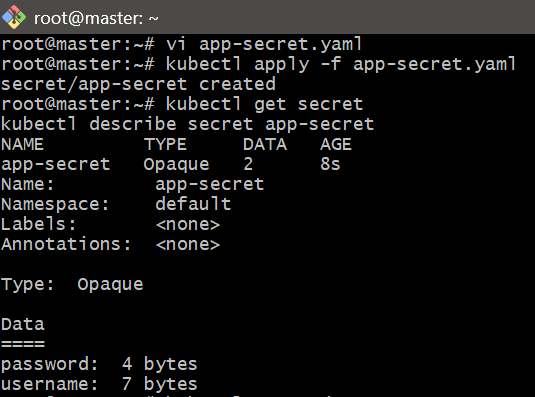 root@master: ~
root@master:~# vi app-secret.yaml
root@master:~# kubectl apply -f app-secret.yaml
secret/app-secret created
root@master:~# kubectl get secret
kubectl describe secret app-secret
NAME         TYPE     DATA   AGE
app-secret   Opaque   2      8s
Name:         app-secret
Namespace:    default
Labels:       <none>
Annotations:  <none>
Type:  Opaque
Data
====
password:  4 bytes
username:  7 bytes